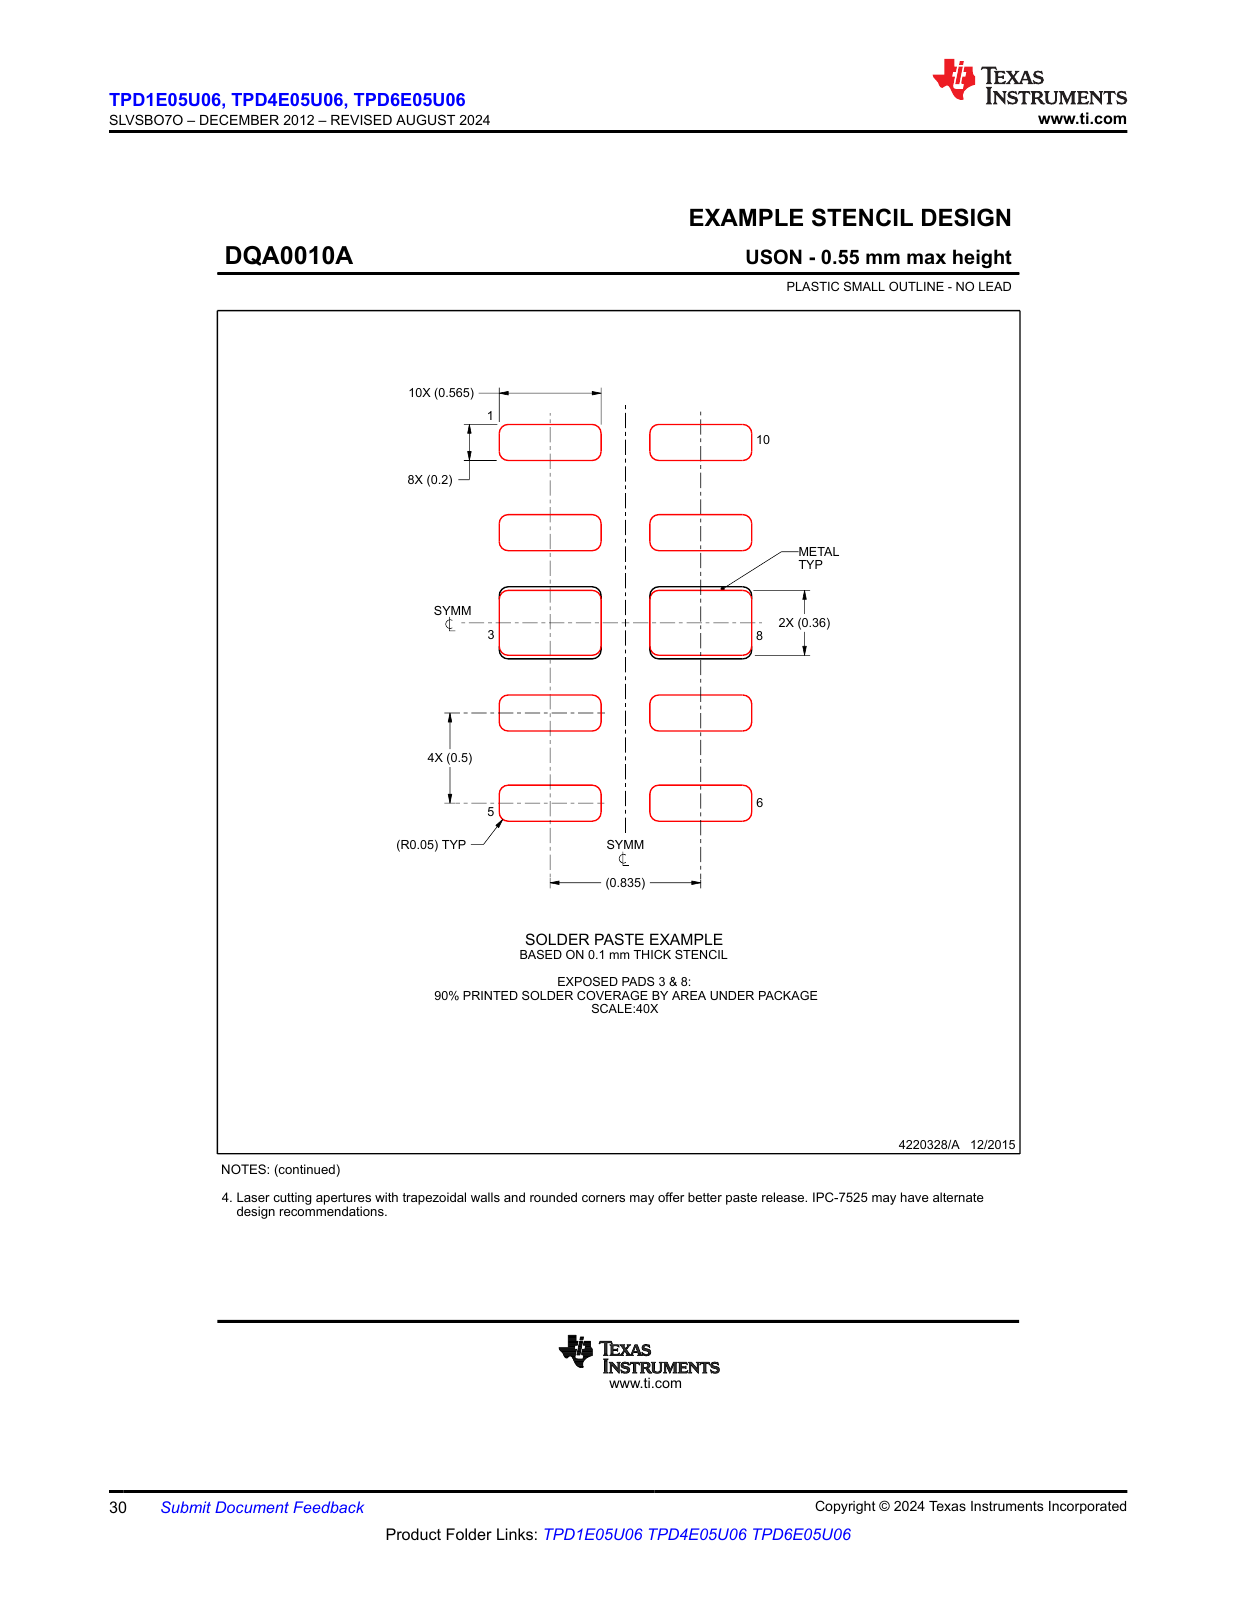 TPD1E05U06, TPD4E05U06, TPD6E05U06
SLVSBO7O – DECEMBER 2012 – REVISED AUGUST 2024
TEXAS
INSTRUMENTS
www.ti.com
EXAMPLE STENCIL DESIGN
DQA0010A
USON - 0.55 mm max height
PLASTIC SMALL OUTLINE - NO LEAD
10X (0.565)
1
10
8X (0.2)
METAL
TYP
SYMM
℄
3
8
2X (0.36)
4X (0.5)
5
6
(R0.05) TYP
SYMM
℄
(0.835)
SOLDER PASTE EXAMPLE
BASED ON 0.1 mm THICK STENCIL
EXPOSED PADS 3 & 8:
90% PRINTED SOLDER COVERAGE BY AREA UNDER PACKAGE
SCALE:40X
4220328/A 12/2015
NOTES: (continued)
4. Laser cutting apertures with trapezoidal walls and rounded corners may offer better paste release. IPC-7525 may have alternate
design recommendations.
TEXAS
INSTRUMENTS
www.ti.com
30 Submit Document Feedback
Copyright © 2024 Texas Instruments Incorporated
Product Folder Links: TPD1E05U06 TPD4E05U06 TPD6E05U06